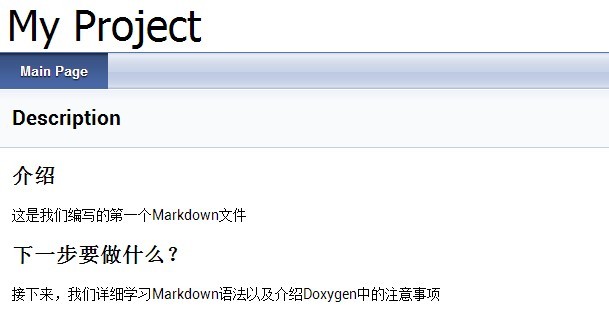 My Project
Main Page
Description
介绍
这是我们编写的第一个Markdown文件
下一步要做什么？
接下来，我们详细学习Markdown语法以及介绍Doxygen中的注意事项